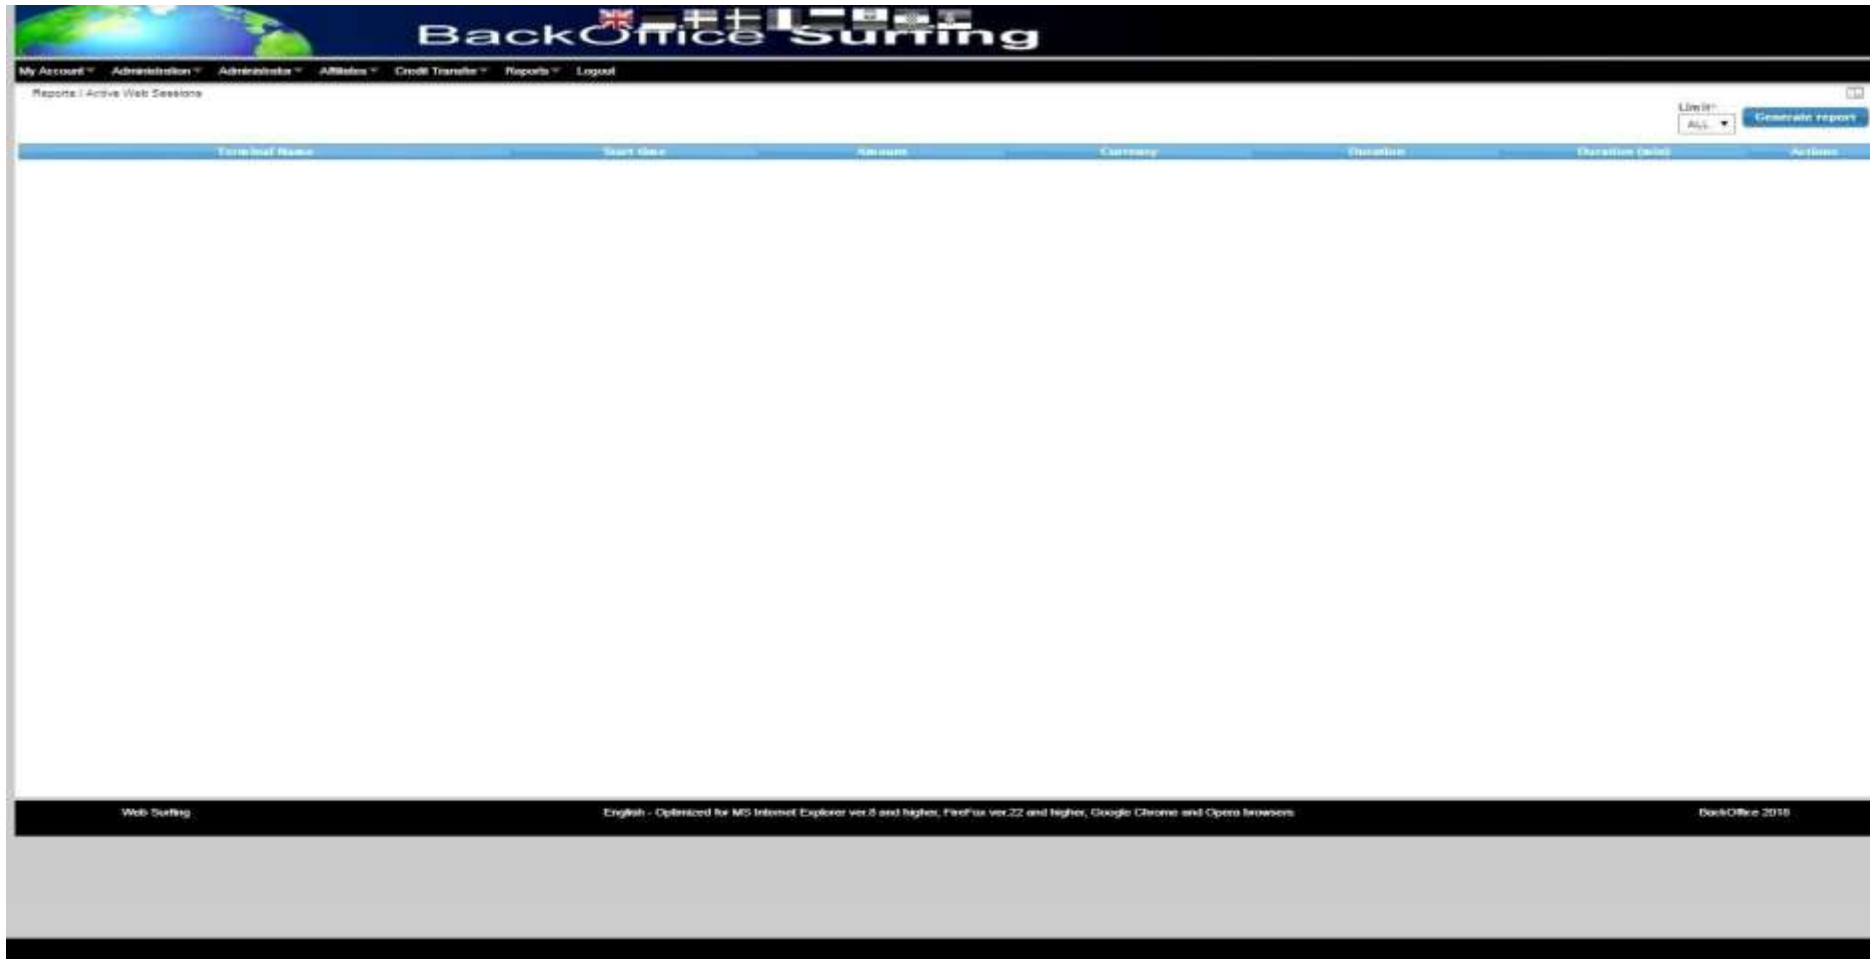 BackOffice Surfing
My Account Administration Administrator Affiliates Credit Transfer Reports Logout
Reports / Active Web Sessions
Limit:
ALL Generate report
Terminal Name Start time Amount Currency Duration Duration (min) Actions
Web Surfing English - Optimized for MS Internet Explorer ver.8 and higher, FireFox ver.22 and higher, Google Chrome and Opera browsers BackOffice 2018